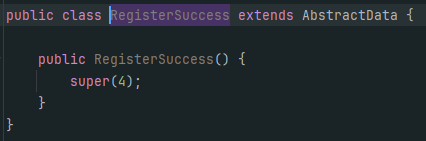 public class RegisterSuccess extends AbstractData {
public RegisterSuccess() {
super(4);
}
}